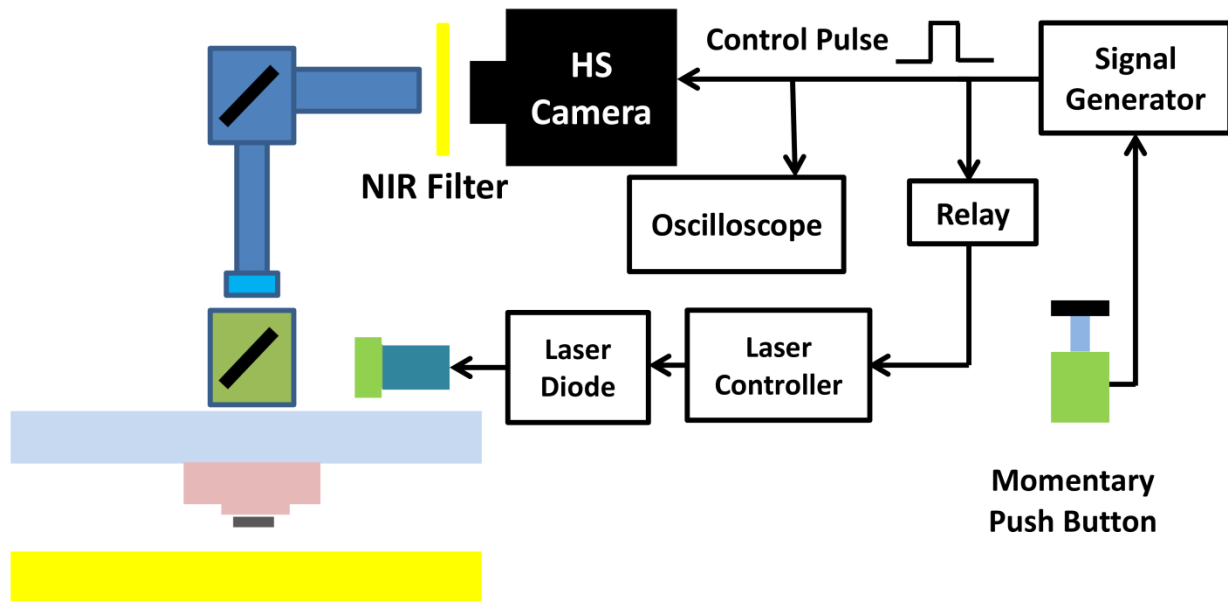 HS
Camera
Control Pulse
Signal
Generator
NIR Filter
Oscilloscope
Relay
Laser
Diode
Laser
Controller
Momentary
Push Button